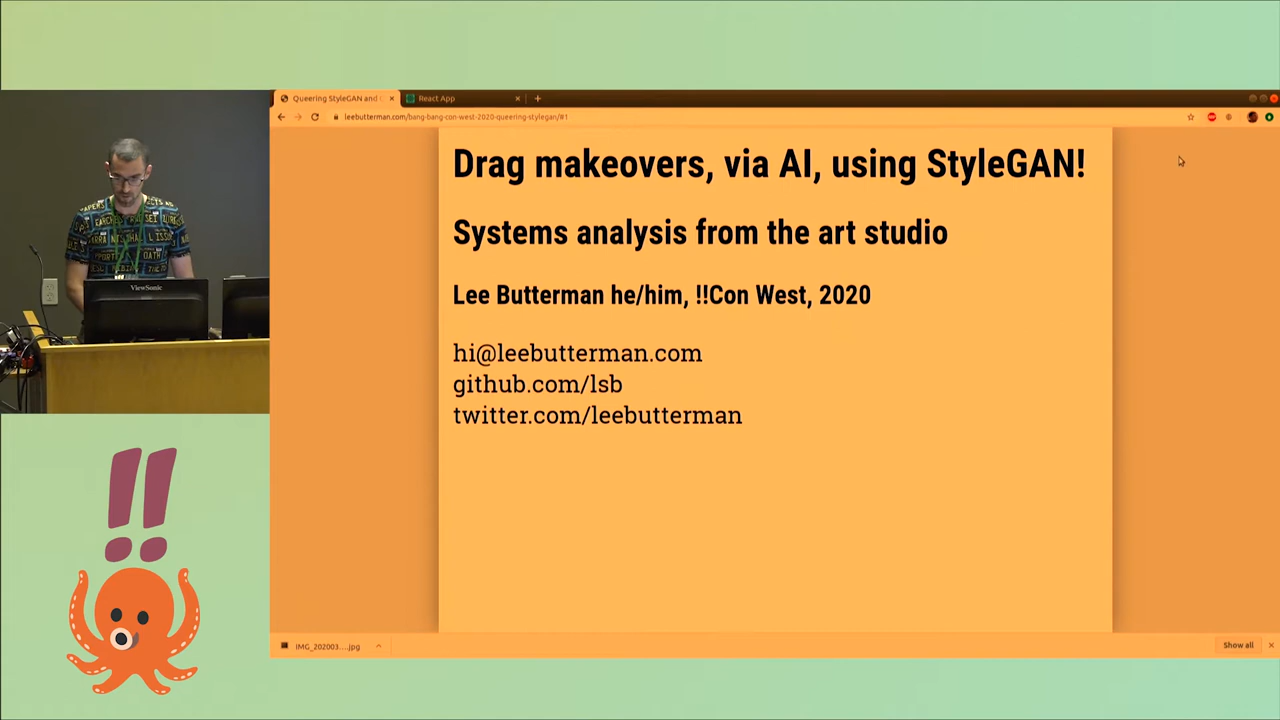 Queering StyleGAN and
React App
leebutterman.com/bang-bang-con-west-2020-queering-stylegan/#1
Drag makeovers, via AI, using StyleGAN!
Systems analysis from the art studio
Lee Butterman he/him, !!Con West, 2020
hi@leebutterman.com
github.com/lsb
twitter.com/leebutterman
PAPERS
OATH
ViewSonic
!!
IMG_202003....jpg
Show all